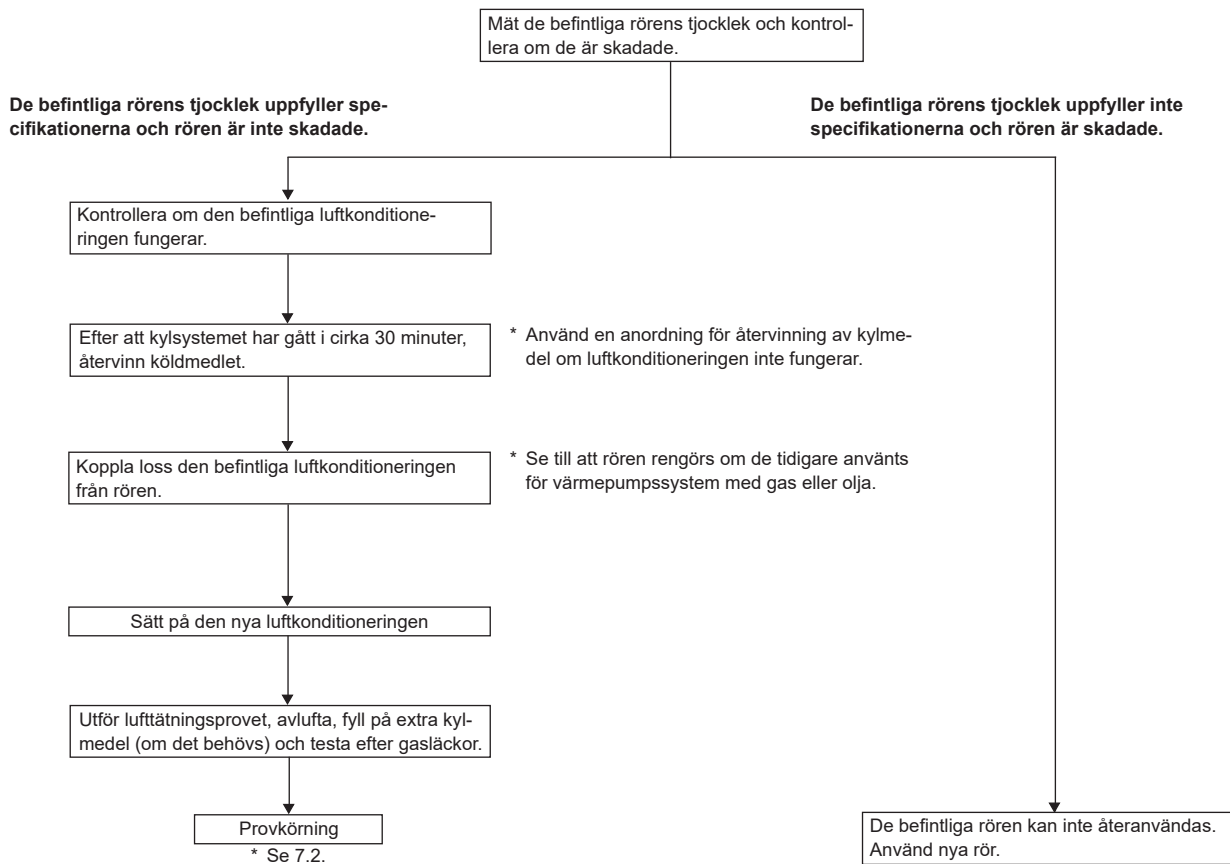 Mät de befintliga rörens tjocklek och kontrol-
lera om de är skadade.
De befintliga rörens tjocklek uppfyller spe-
cifikationerna och rören är inte skadade.
De befintliga rörens tjocklek uppfyller inte
specifikationerna och rören är skadade.
Kontrollera om den befintliga luftkonditione-
ringen fungerar.
Efter att kylsystemet har gått i cirka 30 minuter,
återvinn köldmedlet.
* Använd en anordning för återvinning av kylme-
del om luftkonditioneringen inte fungerar.
Koppla loss den befintliga luftkonditioneringen
från rören.
* Se till att rören rengörs om de tidigare använts
för värmepumpssystem med gas eller olja.
Sätt på den nya luftkonditioneringen
Utför lufttätningsprovet, avlufta, fyll på extra kyl-
medel (om det behövs) och testa efter gasläckor.
Provkörning
* Se 7.2.
De befintliga rören kan inte återanvändas.
Använd nya rör.